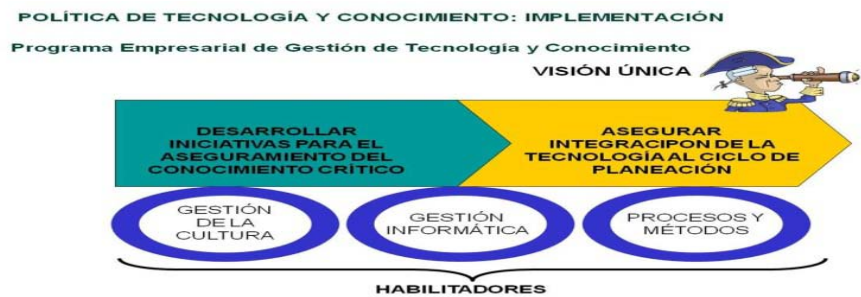 POLÍTICA DE TECNOLOGÍA Y CONOCIMIENTO: IMPLEMENTACIÓN
Programa Empresarial de Gestión de Tecnología y Conocimiento
VISIÓN ÚNICA
DESARROLLAR
INICIATIVAS PARA EL
ASEGURAMIENTO DEL
CONOCIMIENTO CRÍTICO
ASEGURAR
INTEGRACIPON DE LA
TECNOLOGÍA AL CICLO DE
PLANEACIÓN
GESTIÓN
DE LA
CULTURA
GESTIÓN
INFORMÁTICA
PROCESOS Y
MÉTODOS
HABILITADORES